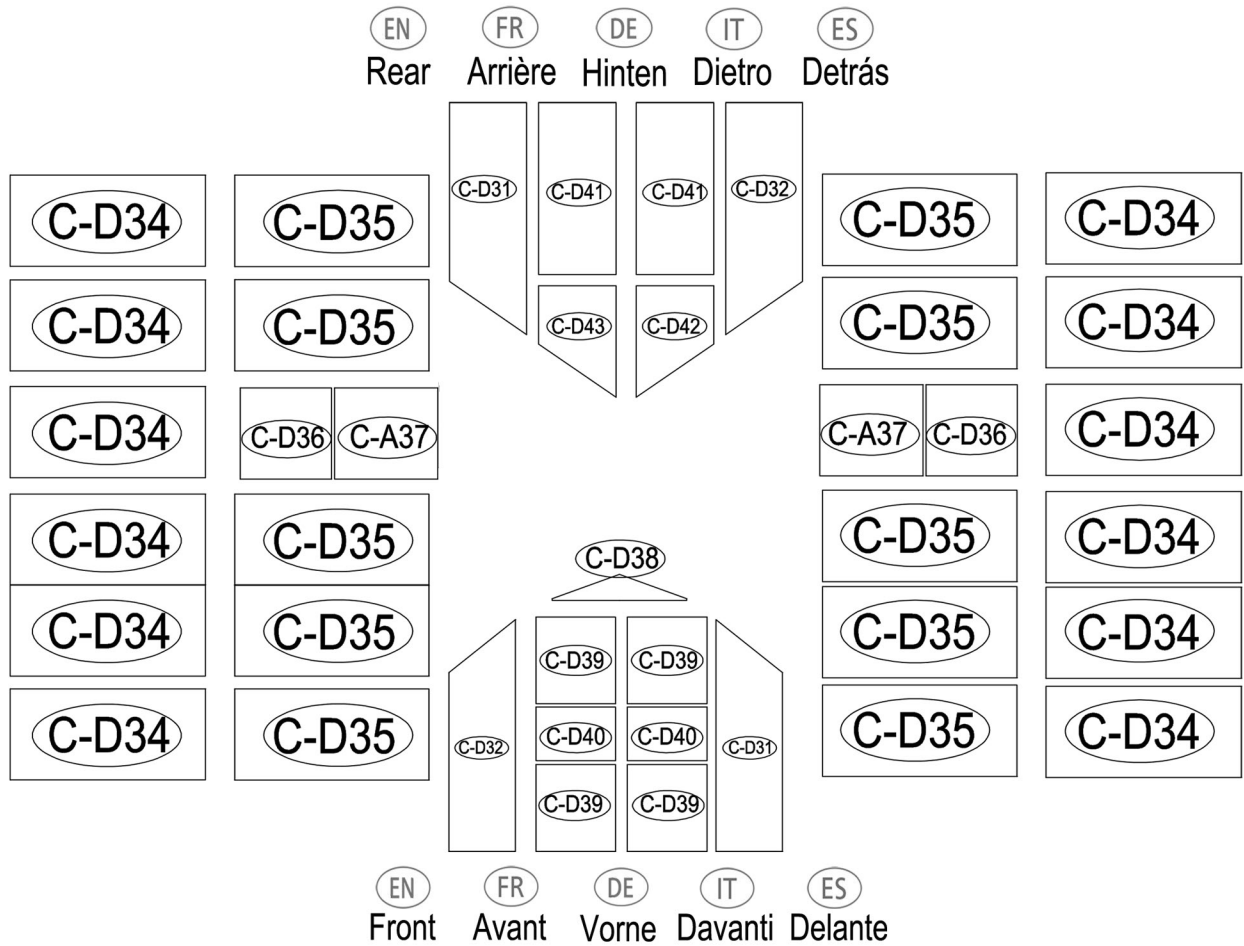 EN FR DE IT ES
Rear Arrière Hinten Dietro Detrás
C-D31 C-D41 C-D41 C-D32
C-D34 C-D35 C-D35 C-D34
C-D34 C-D35 C-D43 C-D42 C-D35 C-D34
C-D34 C-D36 C-A37 C-A37 C-D36 C-D34
C-D34 C-D35 C-D35 C-D34
C-D38
C-D34 C-D35 C-D39 C-D39 C-D35 C-D34
C-D34 C-D35 C-D32 C-D40 C-D40 C-D31 C-D35 C-D34
C-D39 C-D39
EN FR DE IT ES
Front Avant Vorne Davanti Delante